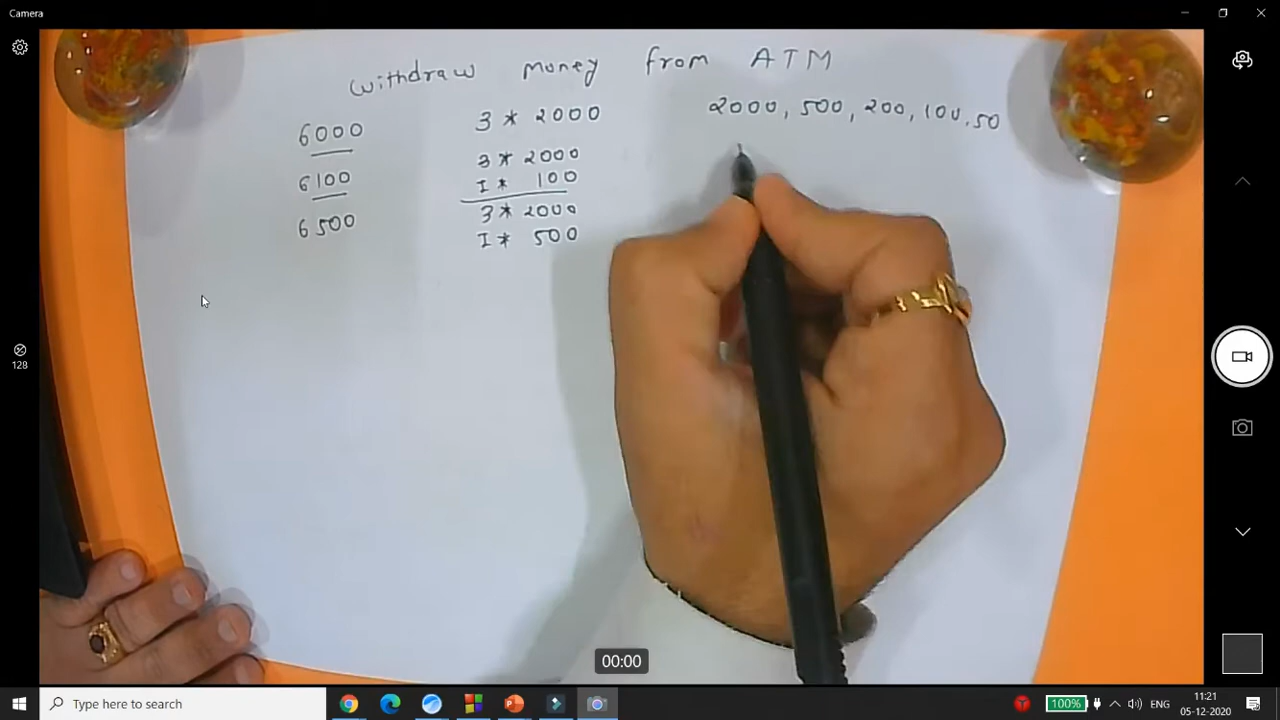 Camera
withdraw money from ATM
2000, 500, 200, 100, 50
6000 3 * 2000
6100 3 * 2000
1 * 100
6500 3 * 2000
1 * 500
128
00:00
Type here to search
100%
ENG
11:21
05-12-2020